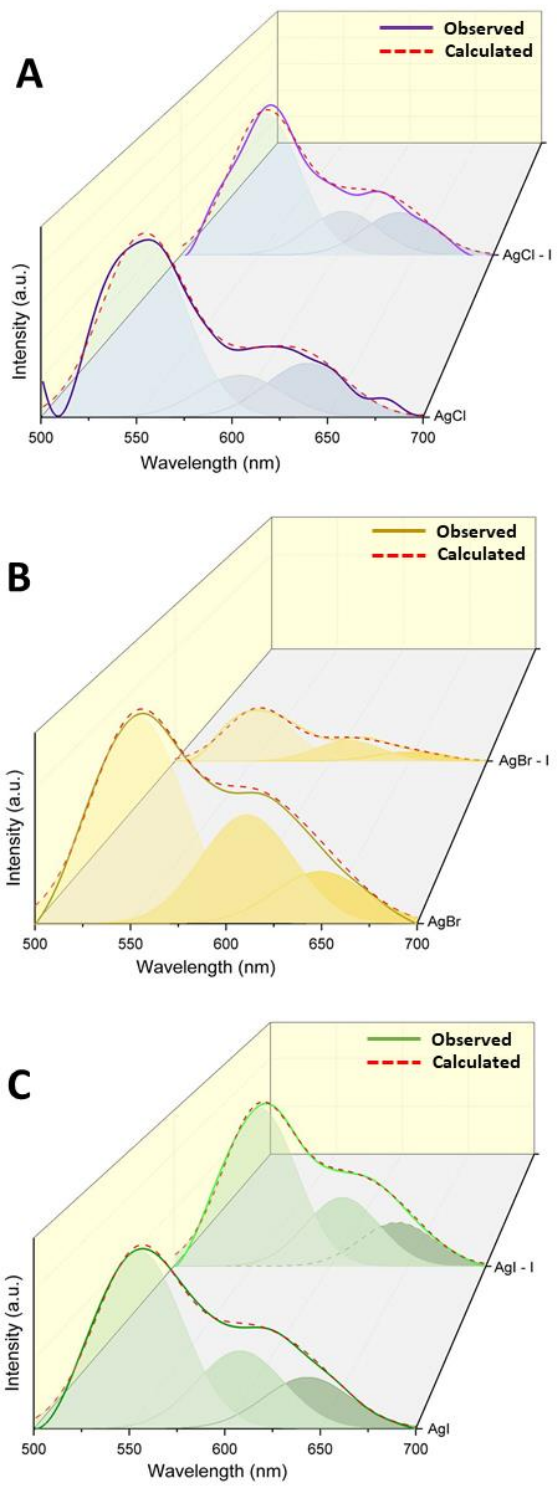 A
Observed
Calculated
Intensity (a.u.)
AgCl - I
AgCl
500 550 600 650 700
Wavelength (nm)
B
Observed
Calculated
Intensity (a.u.)
AgBr - I
AgBr
500 550 600 650 700
Wavelength (nm)
C
Observed
Calculated
Intensity (a.u.)
AgI - I
AgI
500 550 600 650 700
Wavelength (nm)